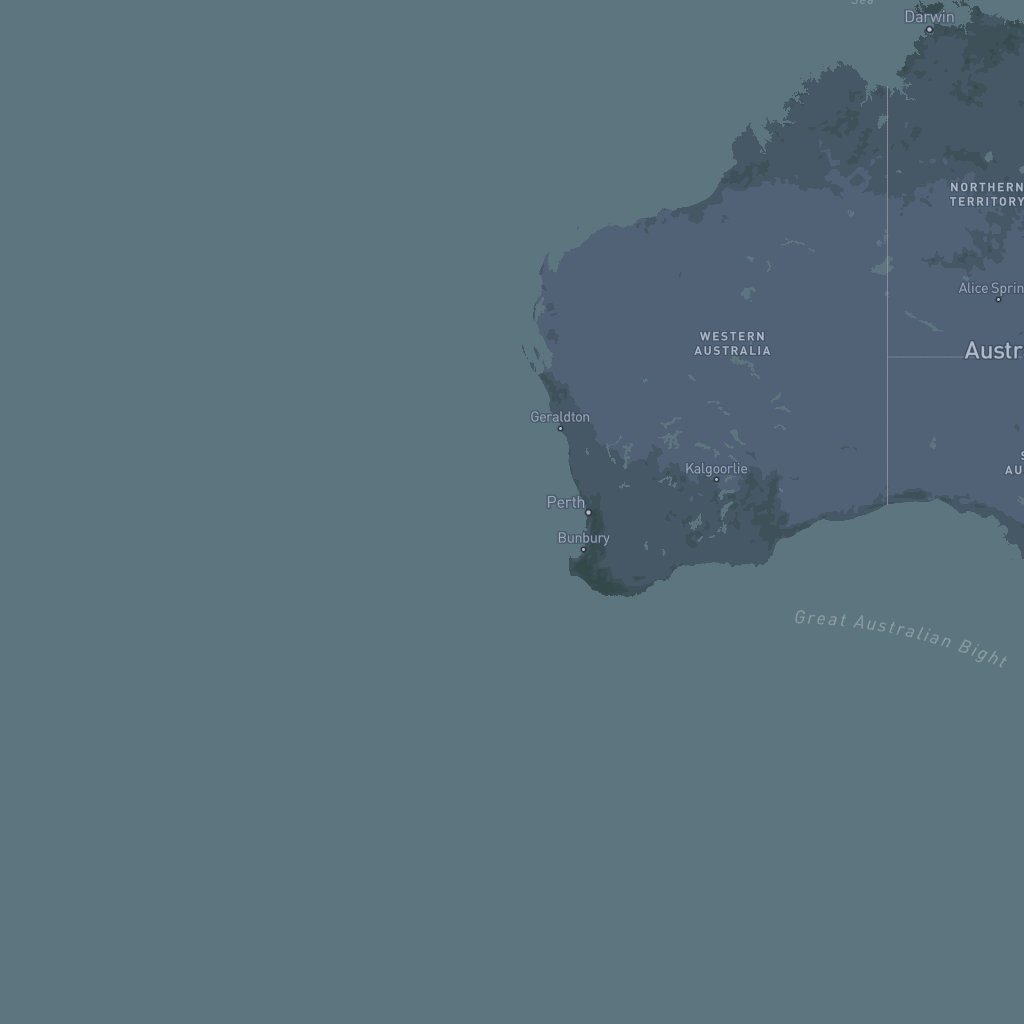 Sea
Darwin
NORTHERN
TERRITORY
Alice Sprin
WESTERN
AUSTRALIA
Austr
Geraldton
S
AU
Kalgoorlie
Perth
Bunbury
Great Australian Bight